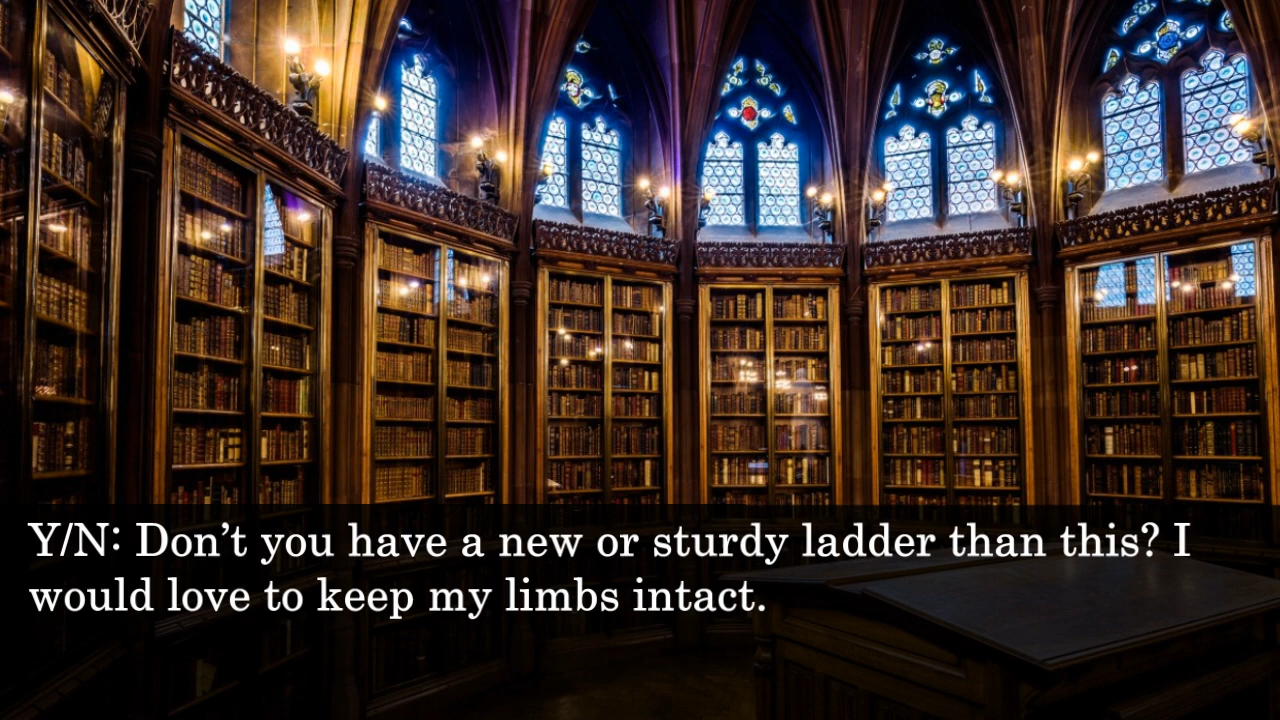 Y/N: Don’t you have a new or sturdy ladder than this? I
would love to keep my limbs intact.